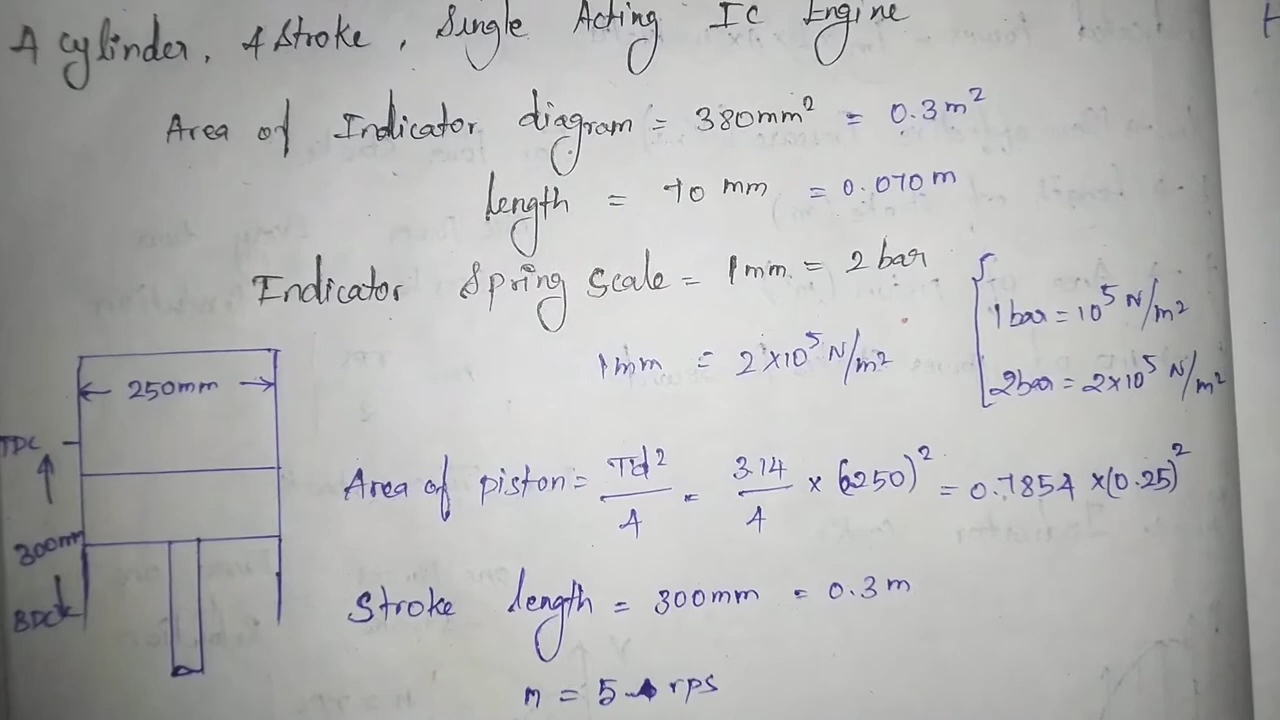 4 cylinder, 4 Stroke, Single Acting IC Engine
Area of Indicator diagram = 380mm² = 0.3m²
length = 70 mm = 0.070m
Indicator Spring Scale = 1mm = 2 bar
1 bar = 10⁵ N/m²
1mm = 2×10⁵ N/m²
2bar = 2×10⁵ N/m²
250mm
TDC
Area of piston = πd²/4 = 3.14/4 × (250)² = 0.7854 × (0.25)²
300mm
BDC
Stroke length = 300mm = 0.3m
n = 5 rps